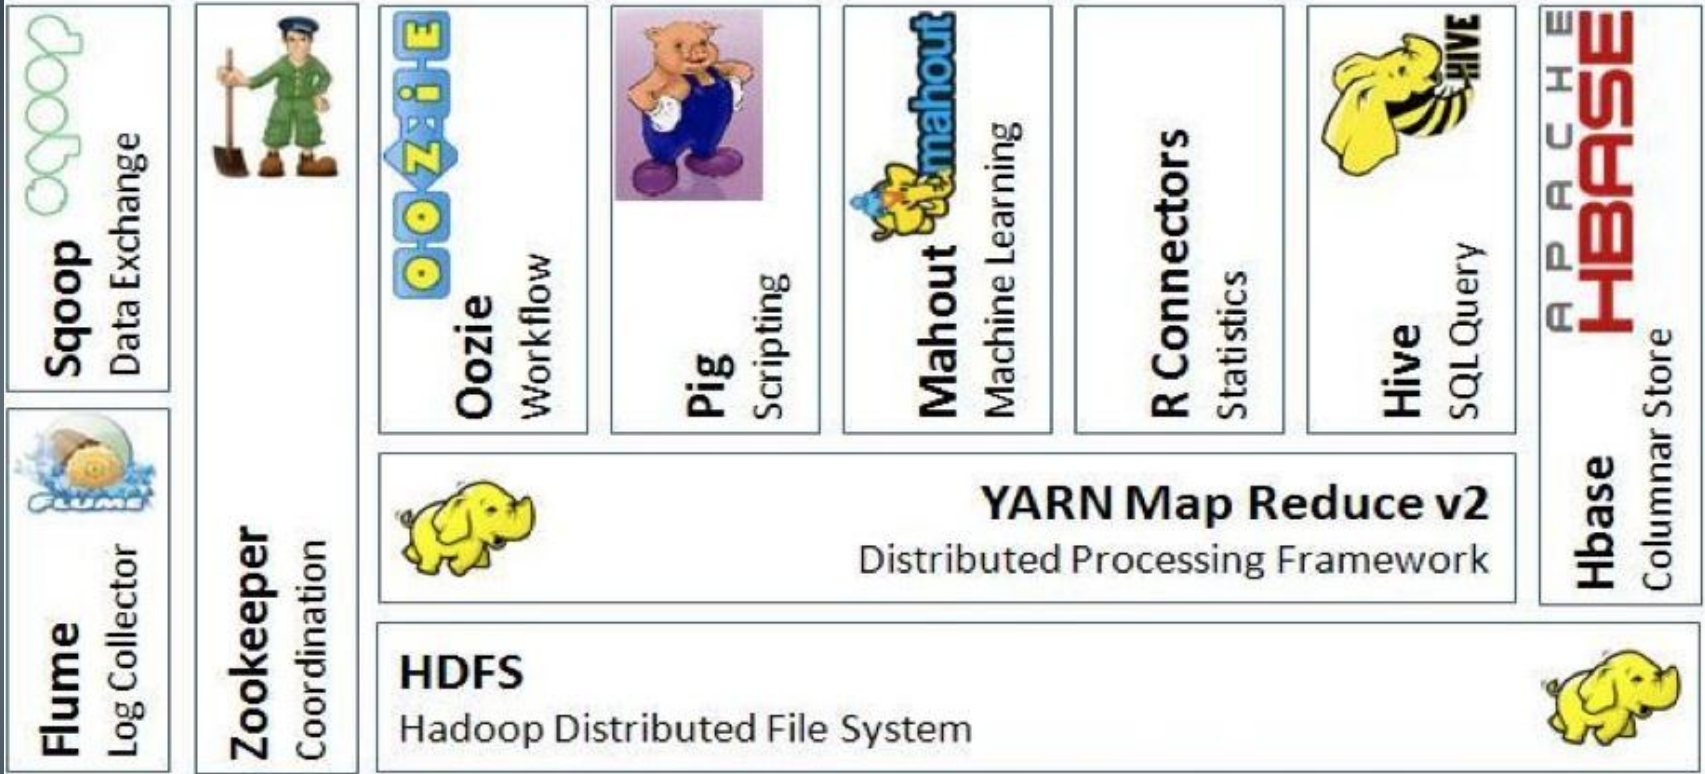 Sqoop
Sqoop
Data Exchange
FLUME
Flume
Log Collector
Zookeeper
Coordination
OOZIE
Oozie
Workflow
Pig
Scripting
mahout
Mahout
Machine Learning
R Connectors
Statistics
HIVE
Hive
SQL Query
APACHE
HBASE
Hbase
Columnar Store
YARN Map Reduce v2
Distributed Processing Framework
HDFS
Hadoop Distributed File System